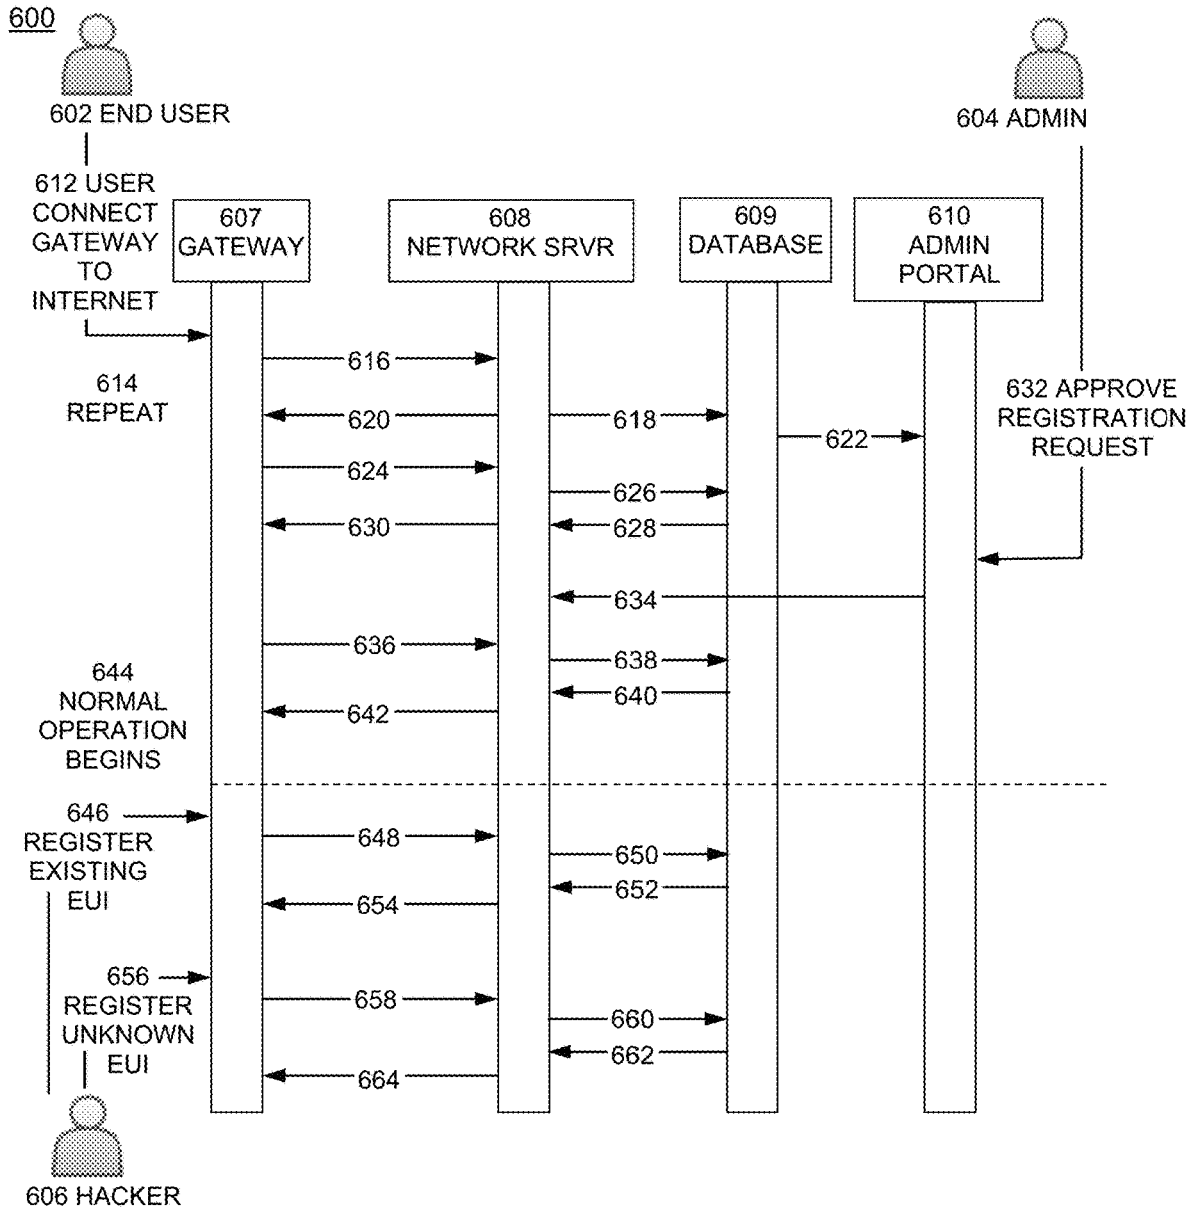 600
602 END USER
604 ADMIN
612 USER
CONNECT
GATEWAY
TO
INTERNET
607
GATEWAY
608
NETWORK SRVR
609
DATABASE
610
ADMIN
PORTAL
616
614
REPEAT
620
618
622
632 APPROVE
REGISTRATION
REQUEST
624
626
630
628
634
636
638
644
NORMAL
OPERATION
BEGINS
640
642
646
REGISTER
EXISTING
EUI
648
650
652
654
656
REGISTER
UNKNOWN
EUI
658
660
662
664
606 HACKER